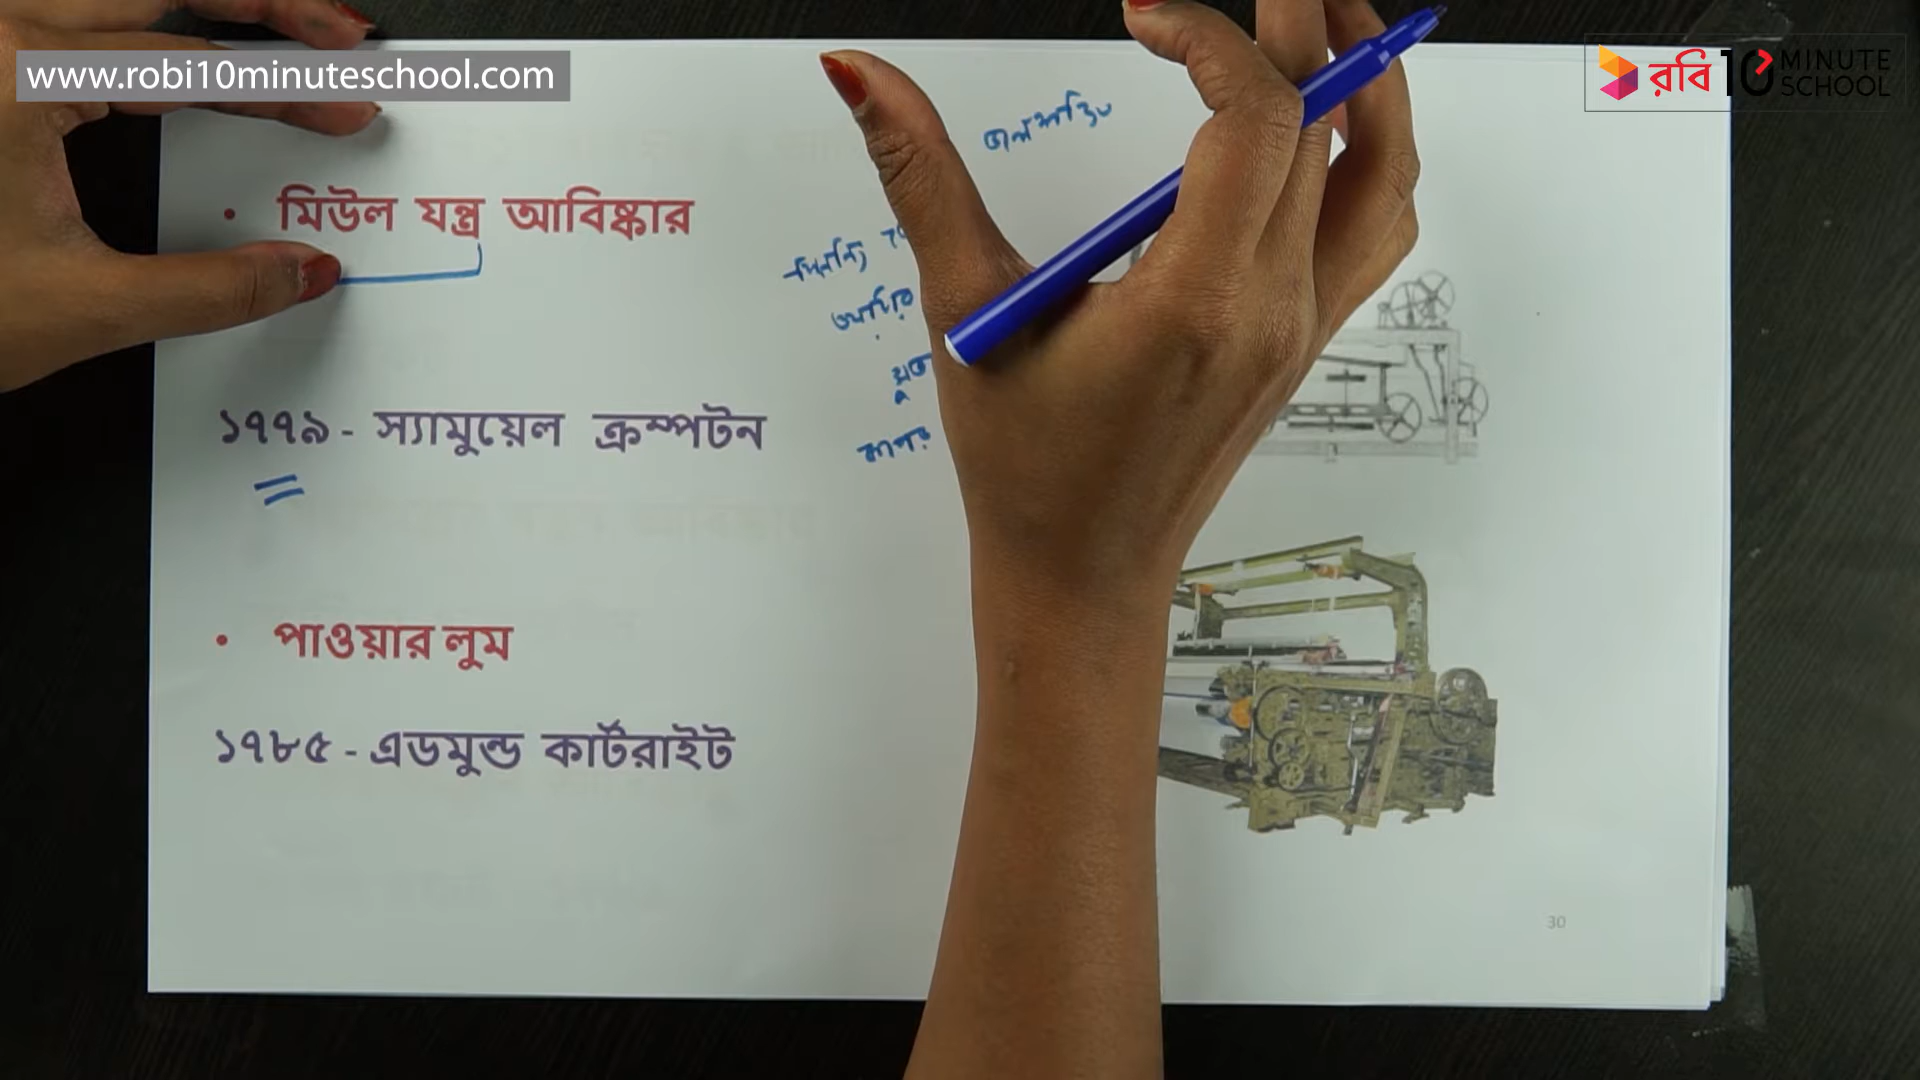 www.robi10minuteschool.com
রবি 10 MINUTE SCHOOL
• মিউল যন্ত্র আবিষ্কার
১৭৭৯ - স্যামুয়েল ক্রম্পটন
• পাওয়ার লুম
১৭৮৫ - এডমুন্ড কার্টরাইট
30